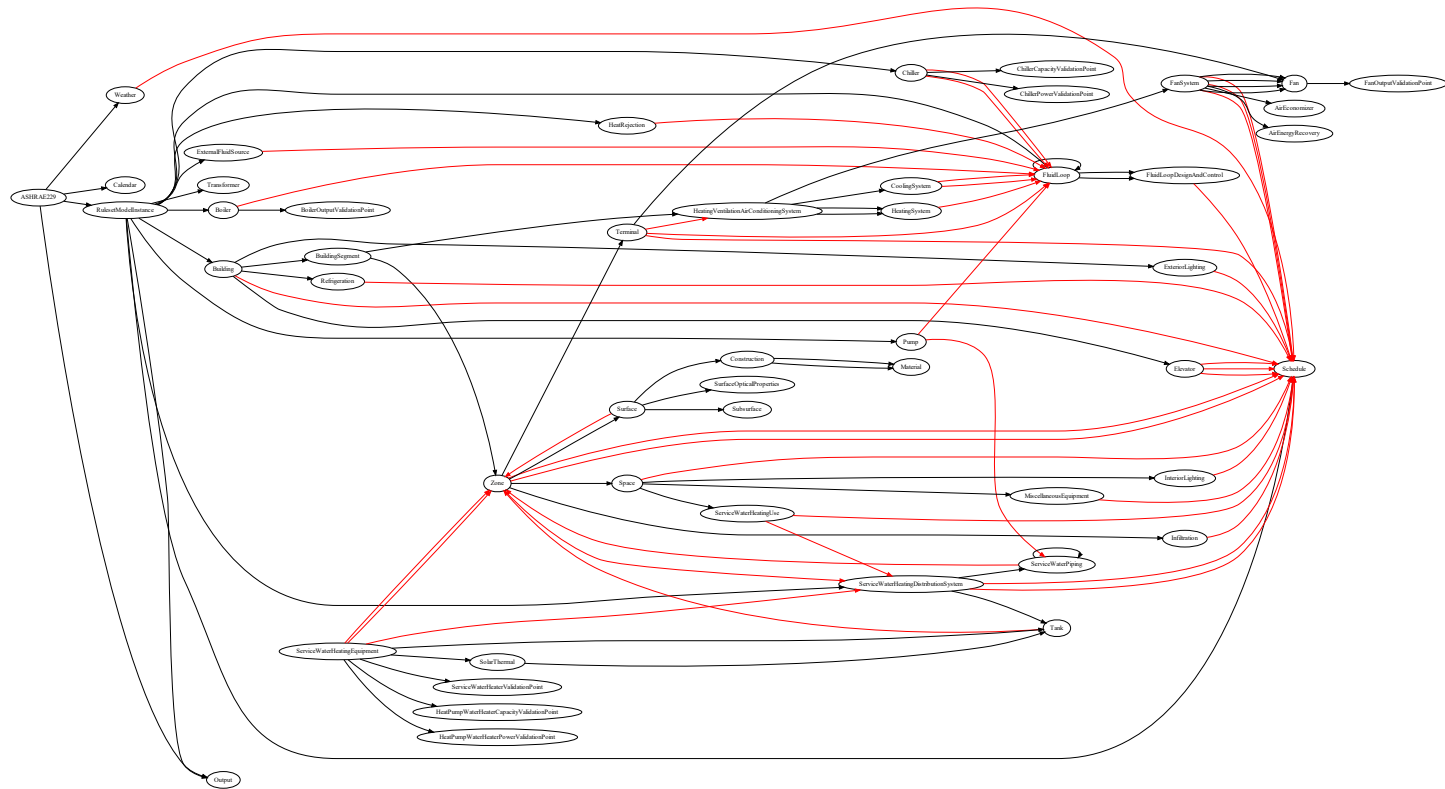 Chiller
ChillerCapacityValidationPoint
FanSystem
Fan
FanOutputValidationPoint
Weather
ChillerPowerValidationPoint
AirEconomizer
HeatRejection
AirEnergyRecovery
ExternalFluidSource
FluidLoop
FluidLoopDesignAndControl
Calendar
Transformer
CoolingSystem
ASHRAE229
RulesetModelInstance
Boiler
BoilerOutputValidationPoint
HeatingVentilationAirConditioningSystem
HeatingSystem
Terminal
BuildingSegment
Building
ExteriorLighting
Refrigeration
Pump
Construction
Material
Elevator
Schedule
SurfaceOpticalProperties
Surface
Subsurface
Zone
Space
InteriorLighting
MiscellaneousEquipment
ServiceWaterHeatingUse
Infiltration
ServiceWaterPiping
ServiceWaterHeatingDistributionSystem
Tank
ServiceWaterHeatingEquipment
SolarThermal
ServiceWaterHeaterValidationPoint
HeatPumpWaterHeaterCapacityValidationPoint
HeatPumpWaterHeaterPowerValidationPoint
Output